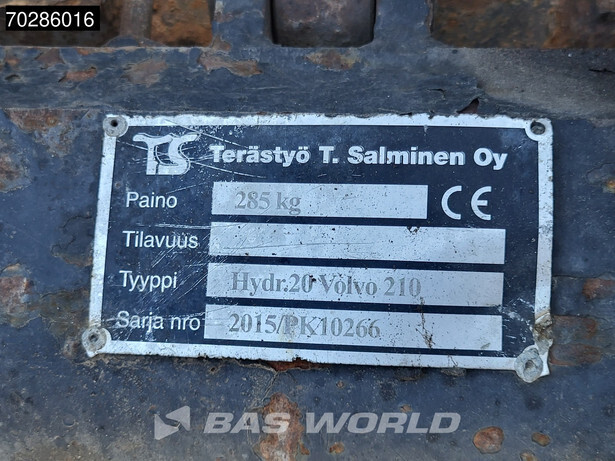 70286016
TS Terästyö T. Salminen Oy
Paino 285 kg CE
Tilavuus
Tyyppi Hydr.20 Volvo 210
Sarja nro 2015/PK10266
BAS WORLD